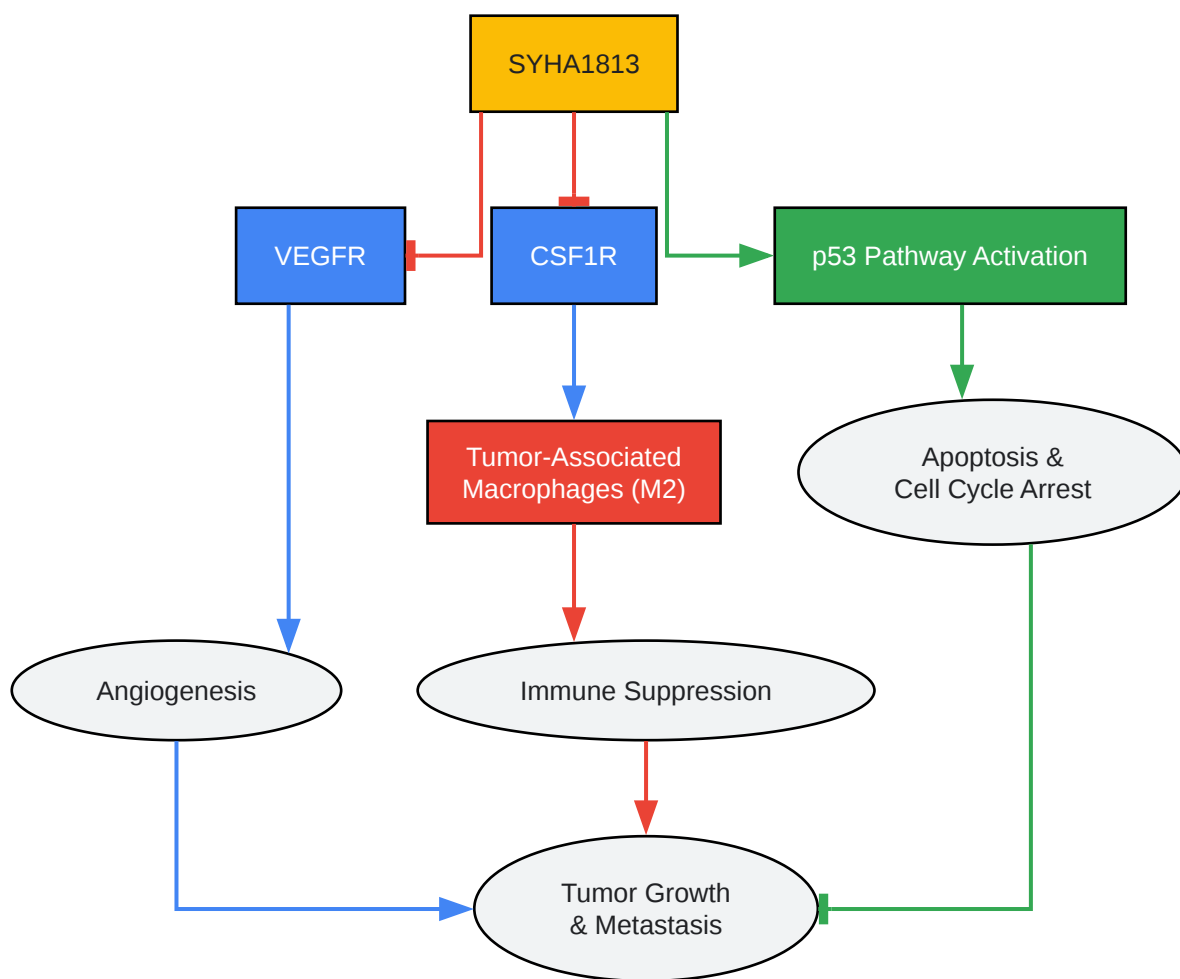 SYHA1813
VEGFR
CSF1R
p53 Pathway Activation
Tumor-Associated
Macrophages (M2)
Apoptosis &
Cell Cycle Arrest
Angiogenesis
Immune Suppression
Tumor Growth
& Metastasis